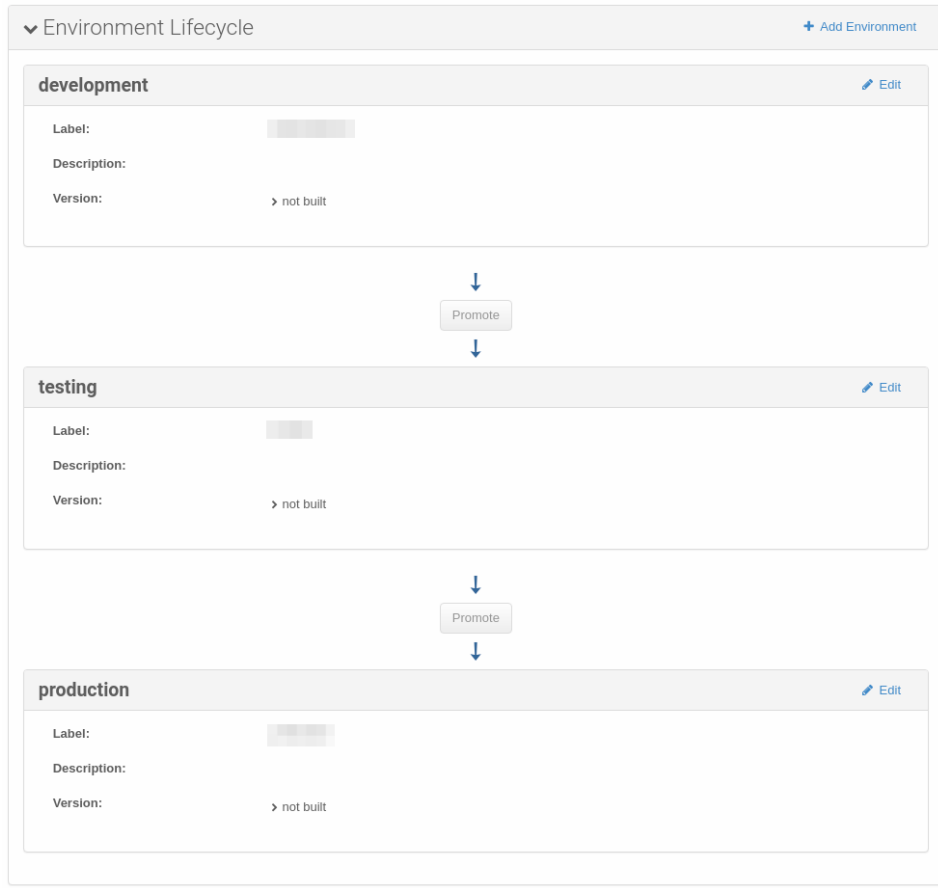 Environment Lifecycle
Add Environment
development
Edit
Label:
Description:
Version:
not built
Promote
testing
Edit
Label:
Description:
Version:
not built
Promote
production
Edit
Label:
Description:
Version:
not built